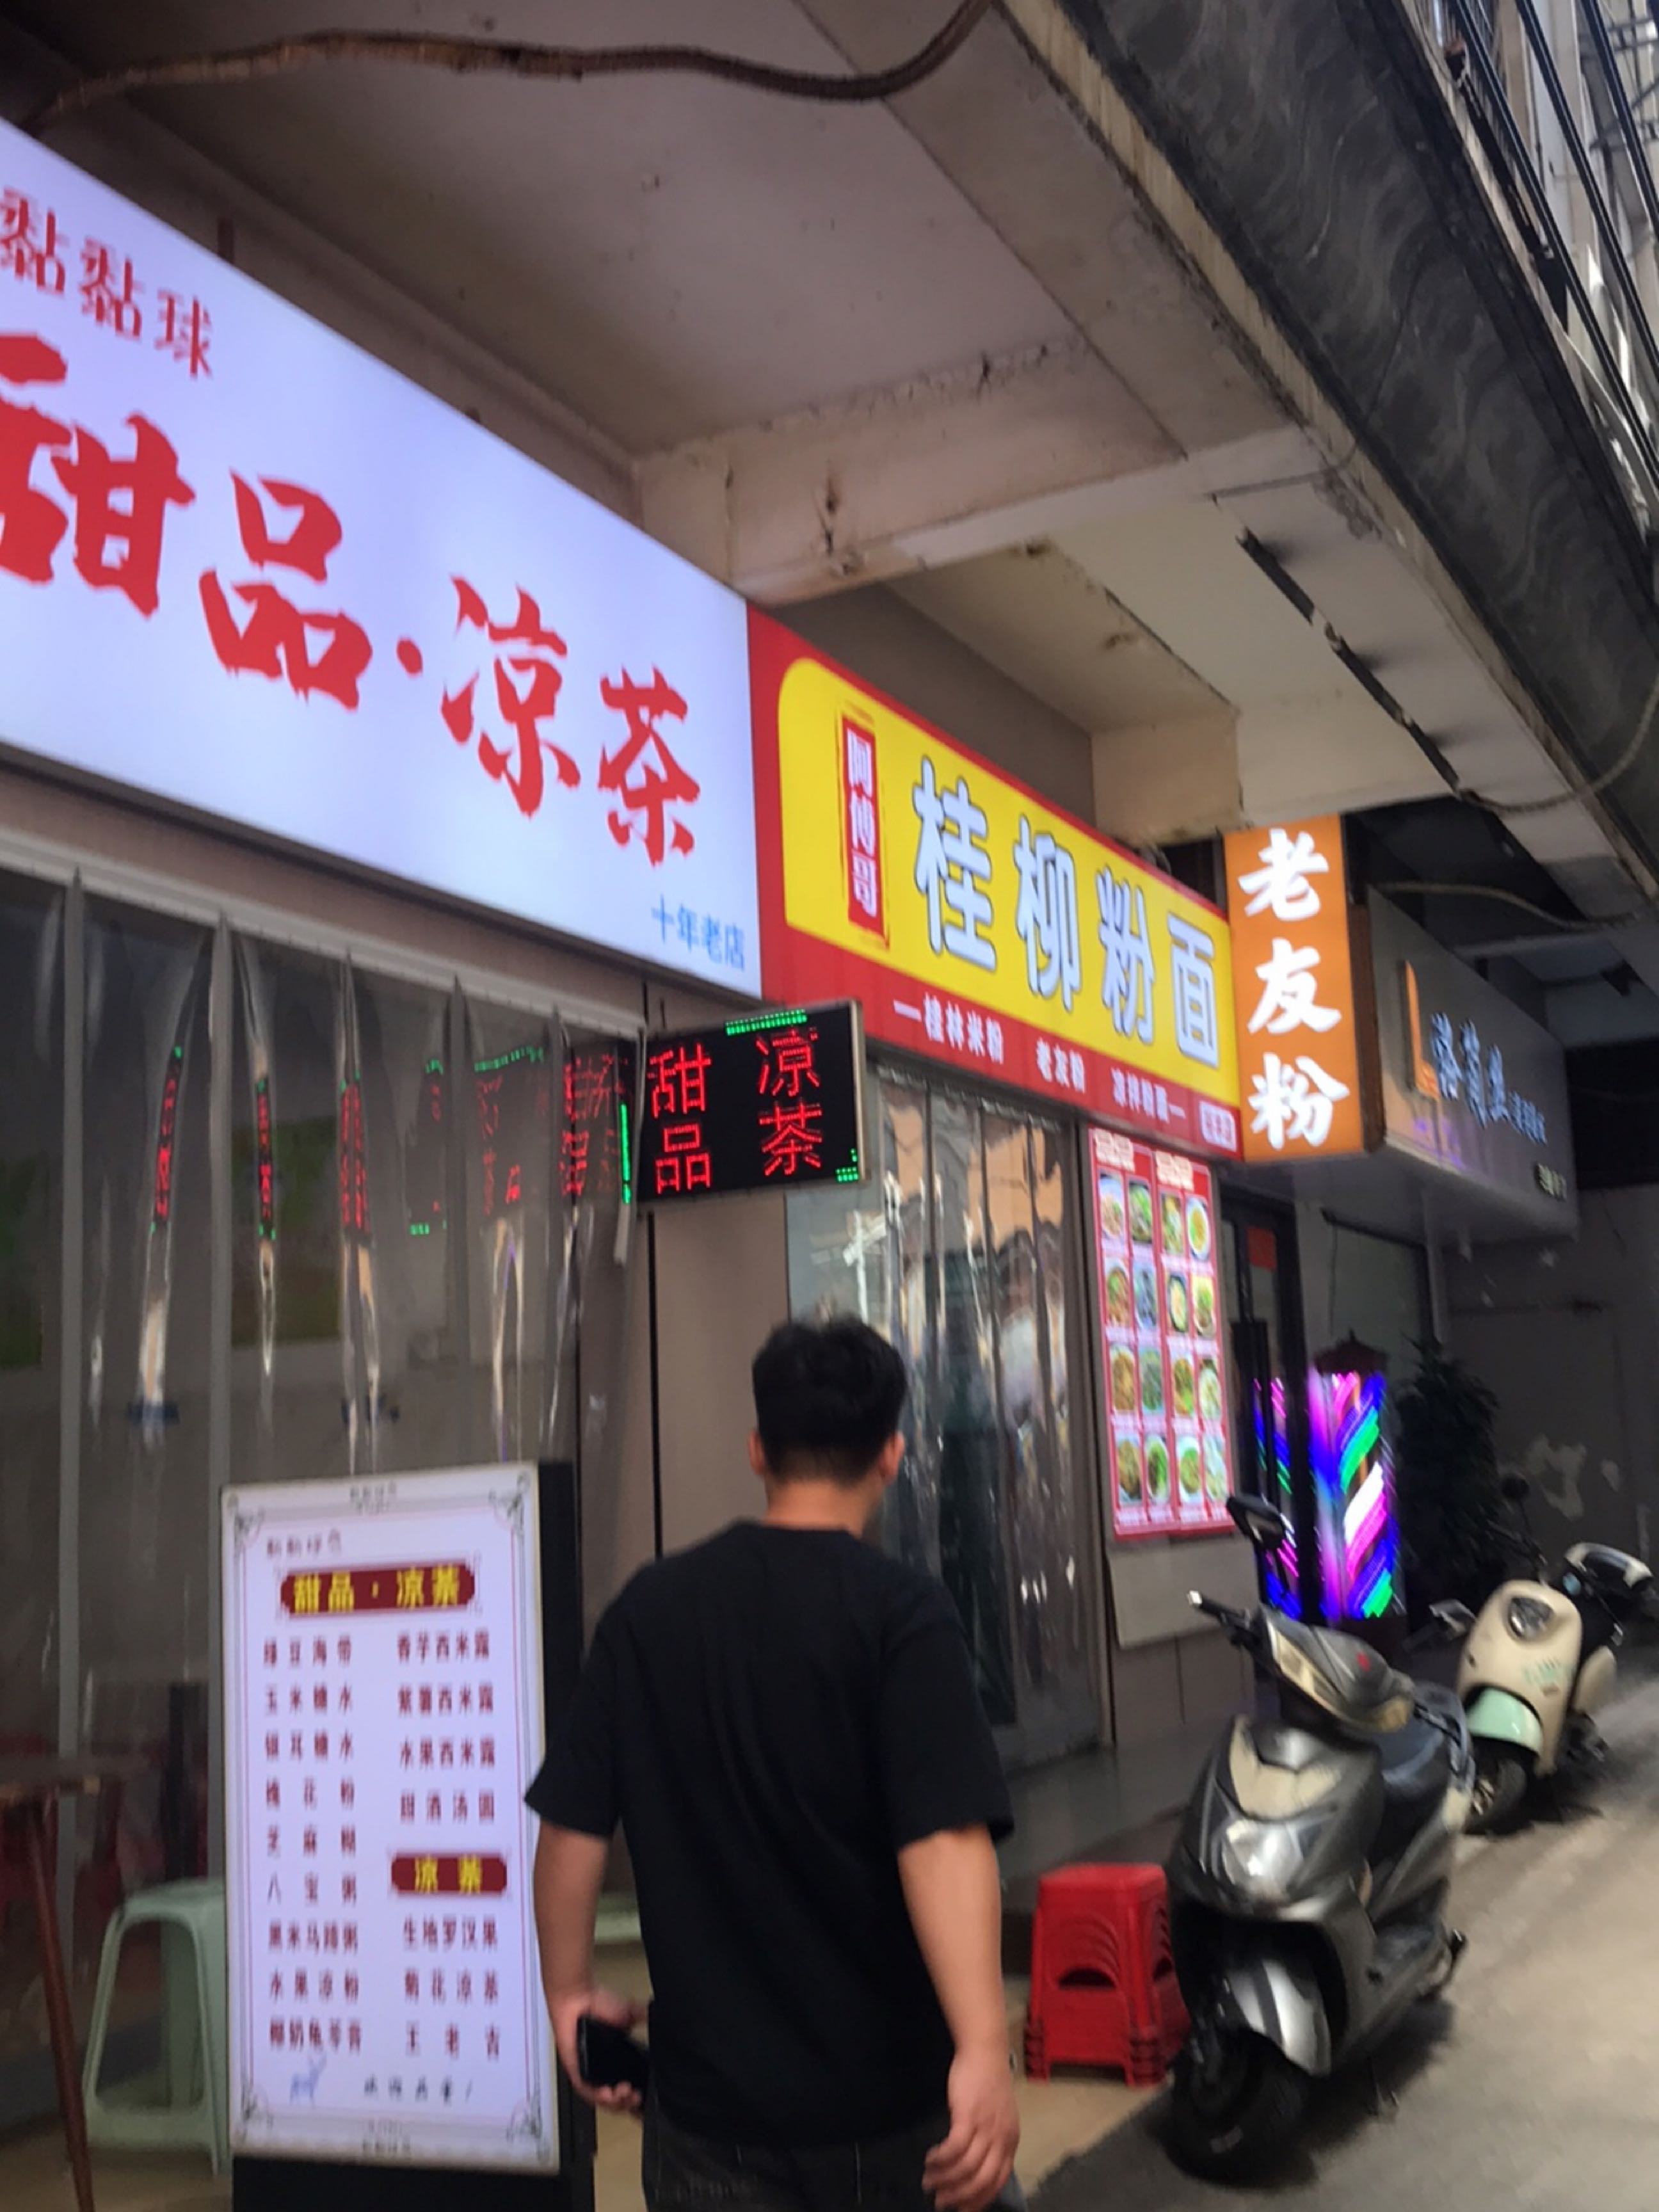 黏黏球
甜品·凉茶
十年老店
阿傅哥
桂柳粉面
一桂林米粉 老友粉
老友粉
甜品
凉茶
甜品·凉茶
绿豆海带
玉米糖水
银耳糖水
槐花粉
芝麻糊
八宝粥
黑米马蹄粥
水果凉粉
椰奶龟苓膏
香芋西米露
紫薯西米露
水果西米露
甜酒汤圆
凉茶
生地罗汉果
菊花凉茶
王老吉